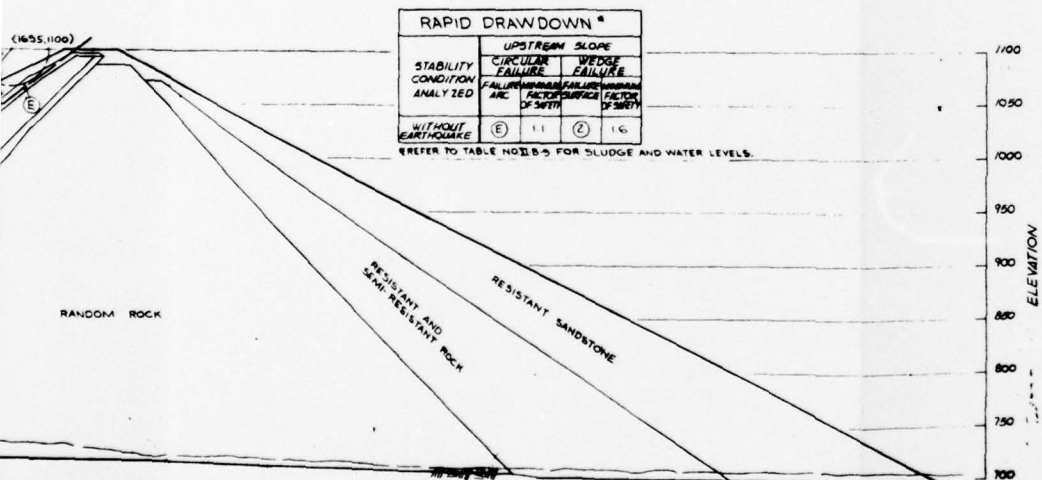 RAPID DRAWDOWN *
(1655,1100)
UPSTREAM SLOPE
STABILITY CONDITION ANALYZED
CIRCULAR FAILURE
WEDGE FAILURE
FAILURE ARC
MINIMUM FACTOR OF SAFETY
FAILURE SURFACE
MINIMUM FACTOR OF SAFETY
WITHOUT EARTHQUAKE
E
1.1
2
1.6
*REFER TO TABLE NO II B-5 FOR SLUDGE AND WATER LEVELS.
E
RANDOM ROCK
RESISTANT AND
SEMI-RESISTANT ROCK
RESISTANT SANDSTONE
1100
1050
1000
950
900
850
800
750
700
ELEVATION